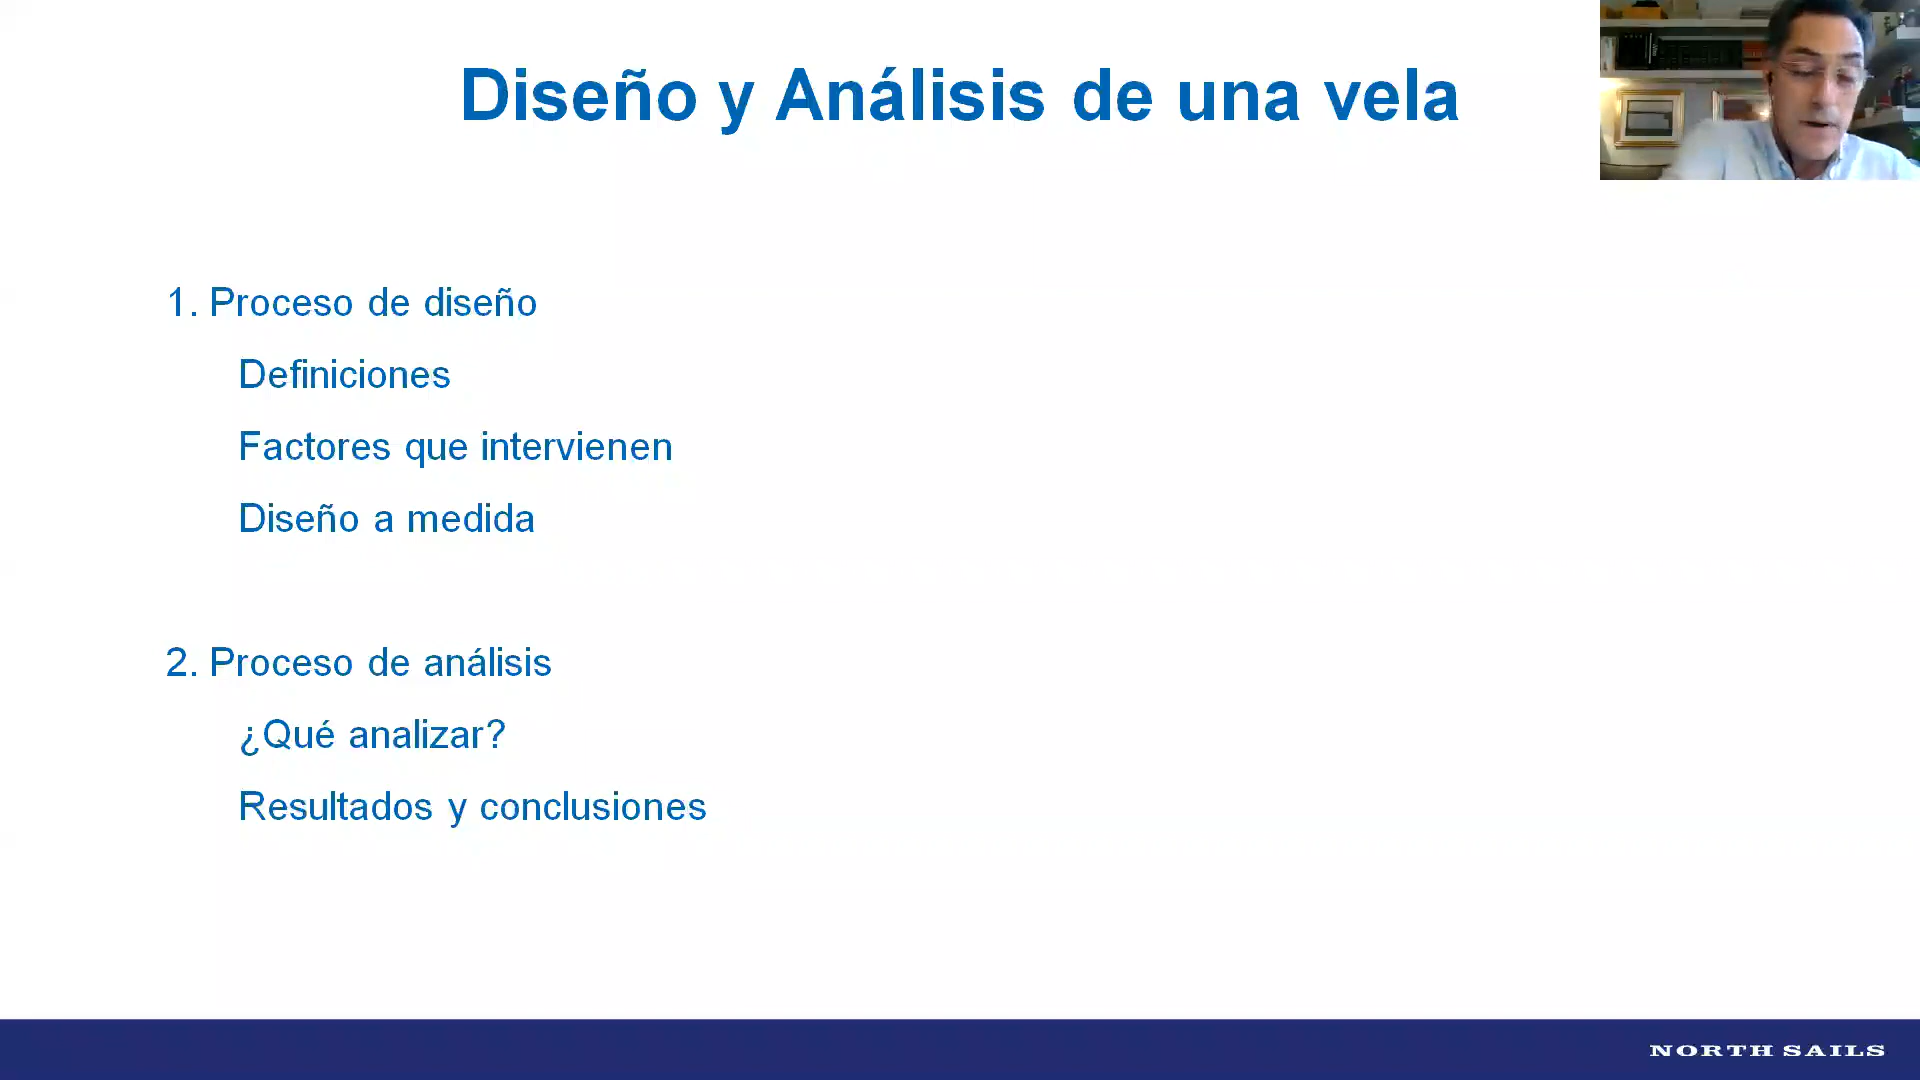 Diseño y Análisis de una vela
1. Proceso de diseño
Definiciones
Factores que intervienen
Diseño a medida
2. Proceso de análisis
¿Qué analizar?
Resultados y conclusiones
NORTH SAILS